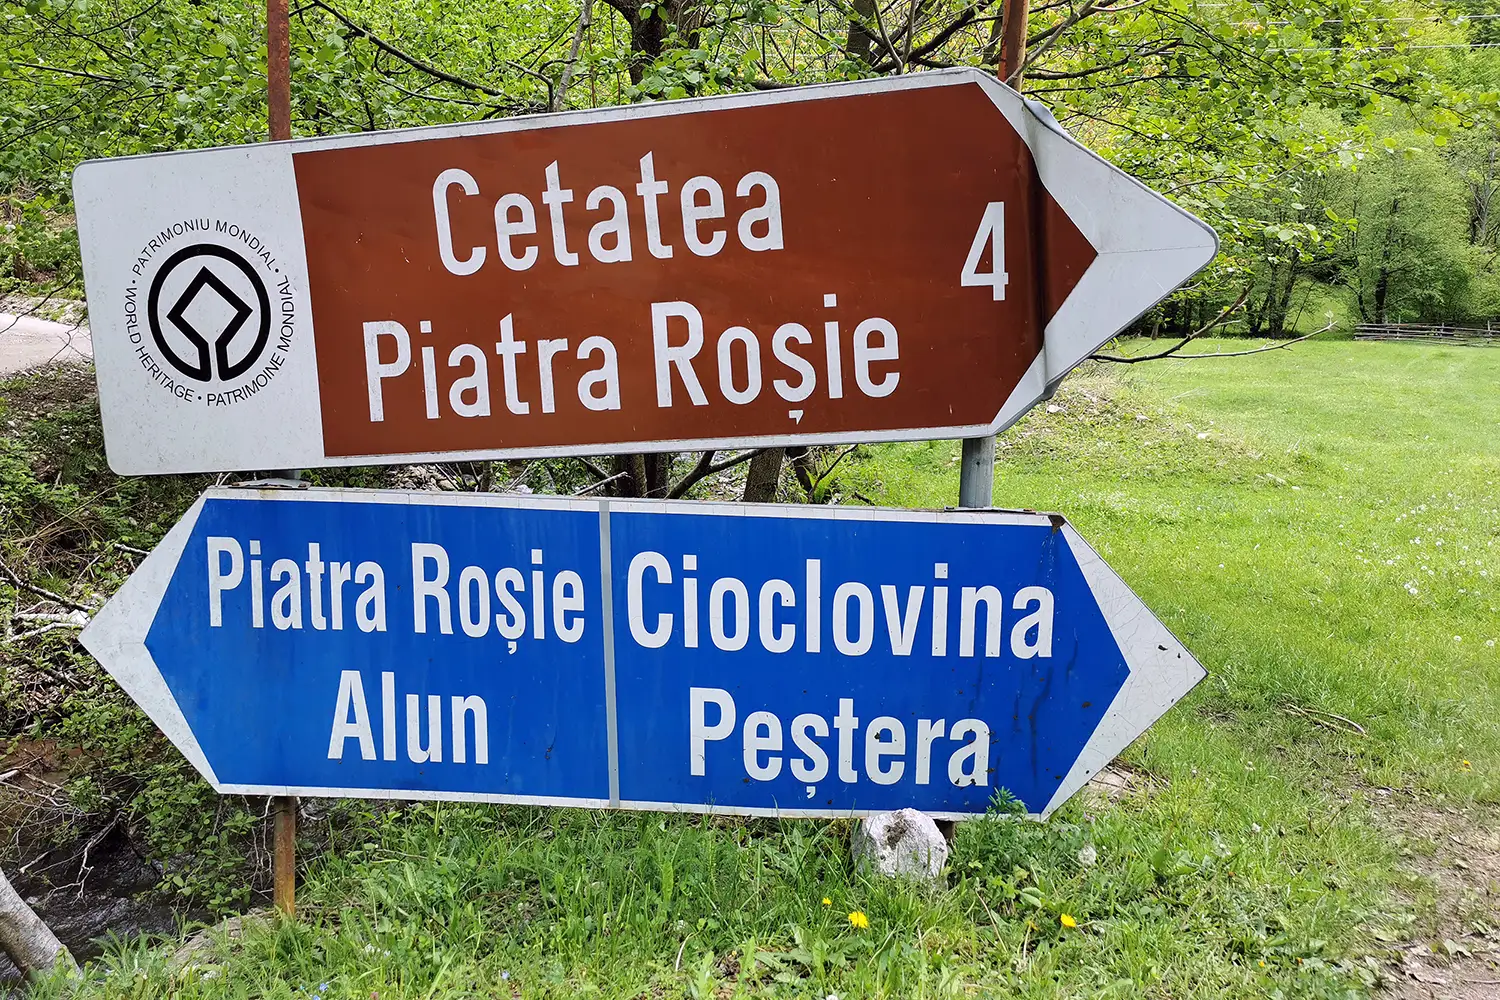 PATRIMONIU MONDIAL • WORLD HERITAGE • PATRIMOINE MONDIAL •
Cetatea
Piatra Roșie
4
Piatra Roșie
Alun
Cioclovina
Peștera